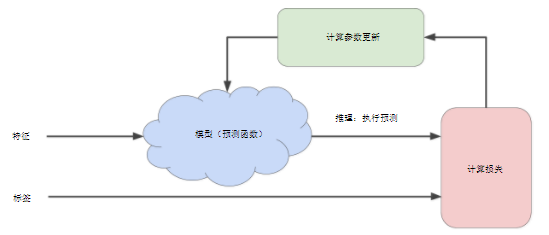 计算参数更新
推理：执行预测
特征
模型（预测函数）
计算损失
标签